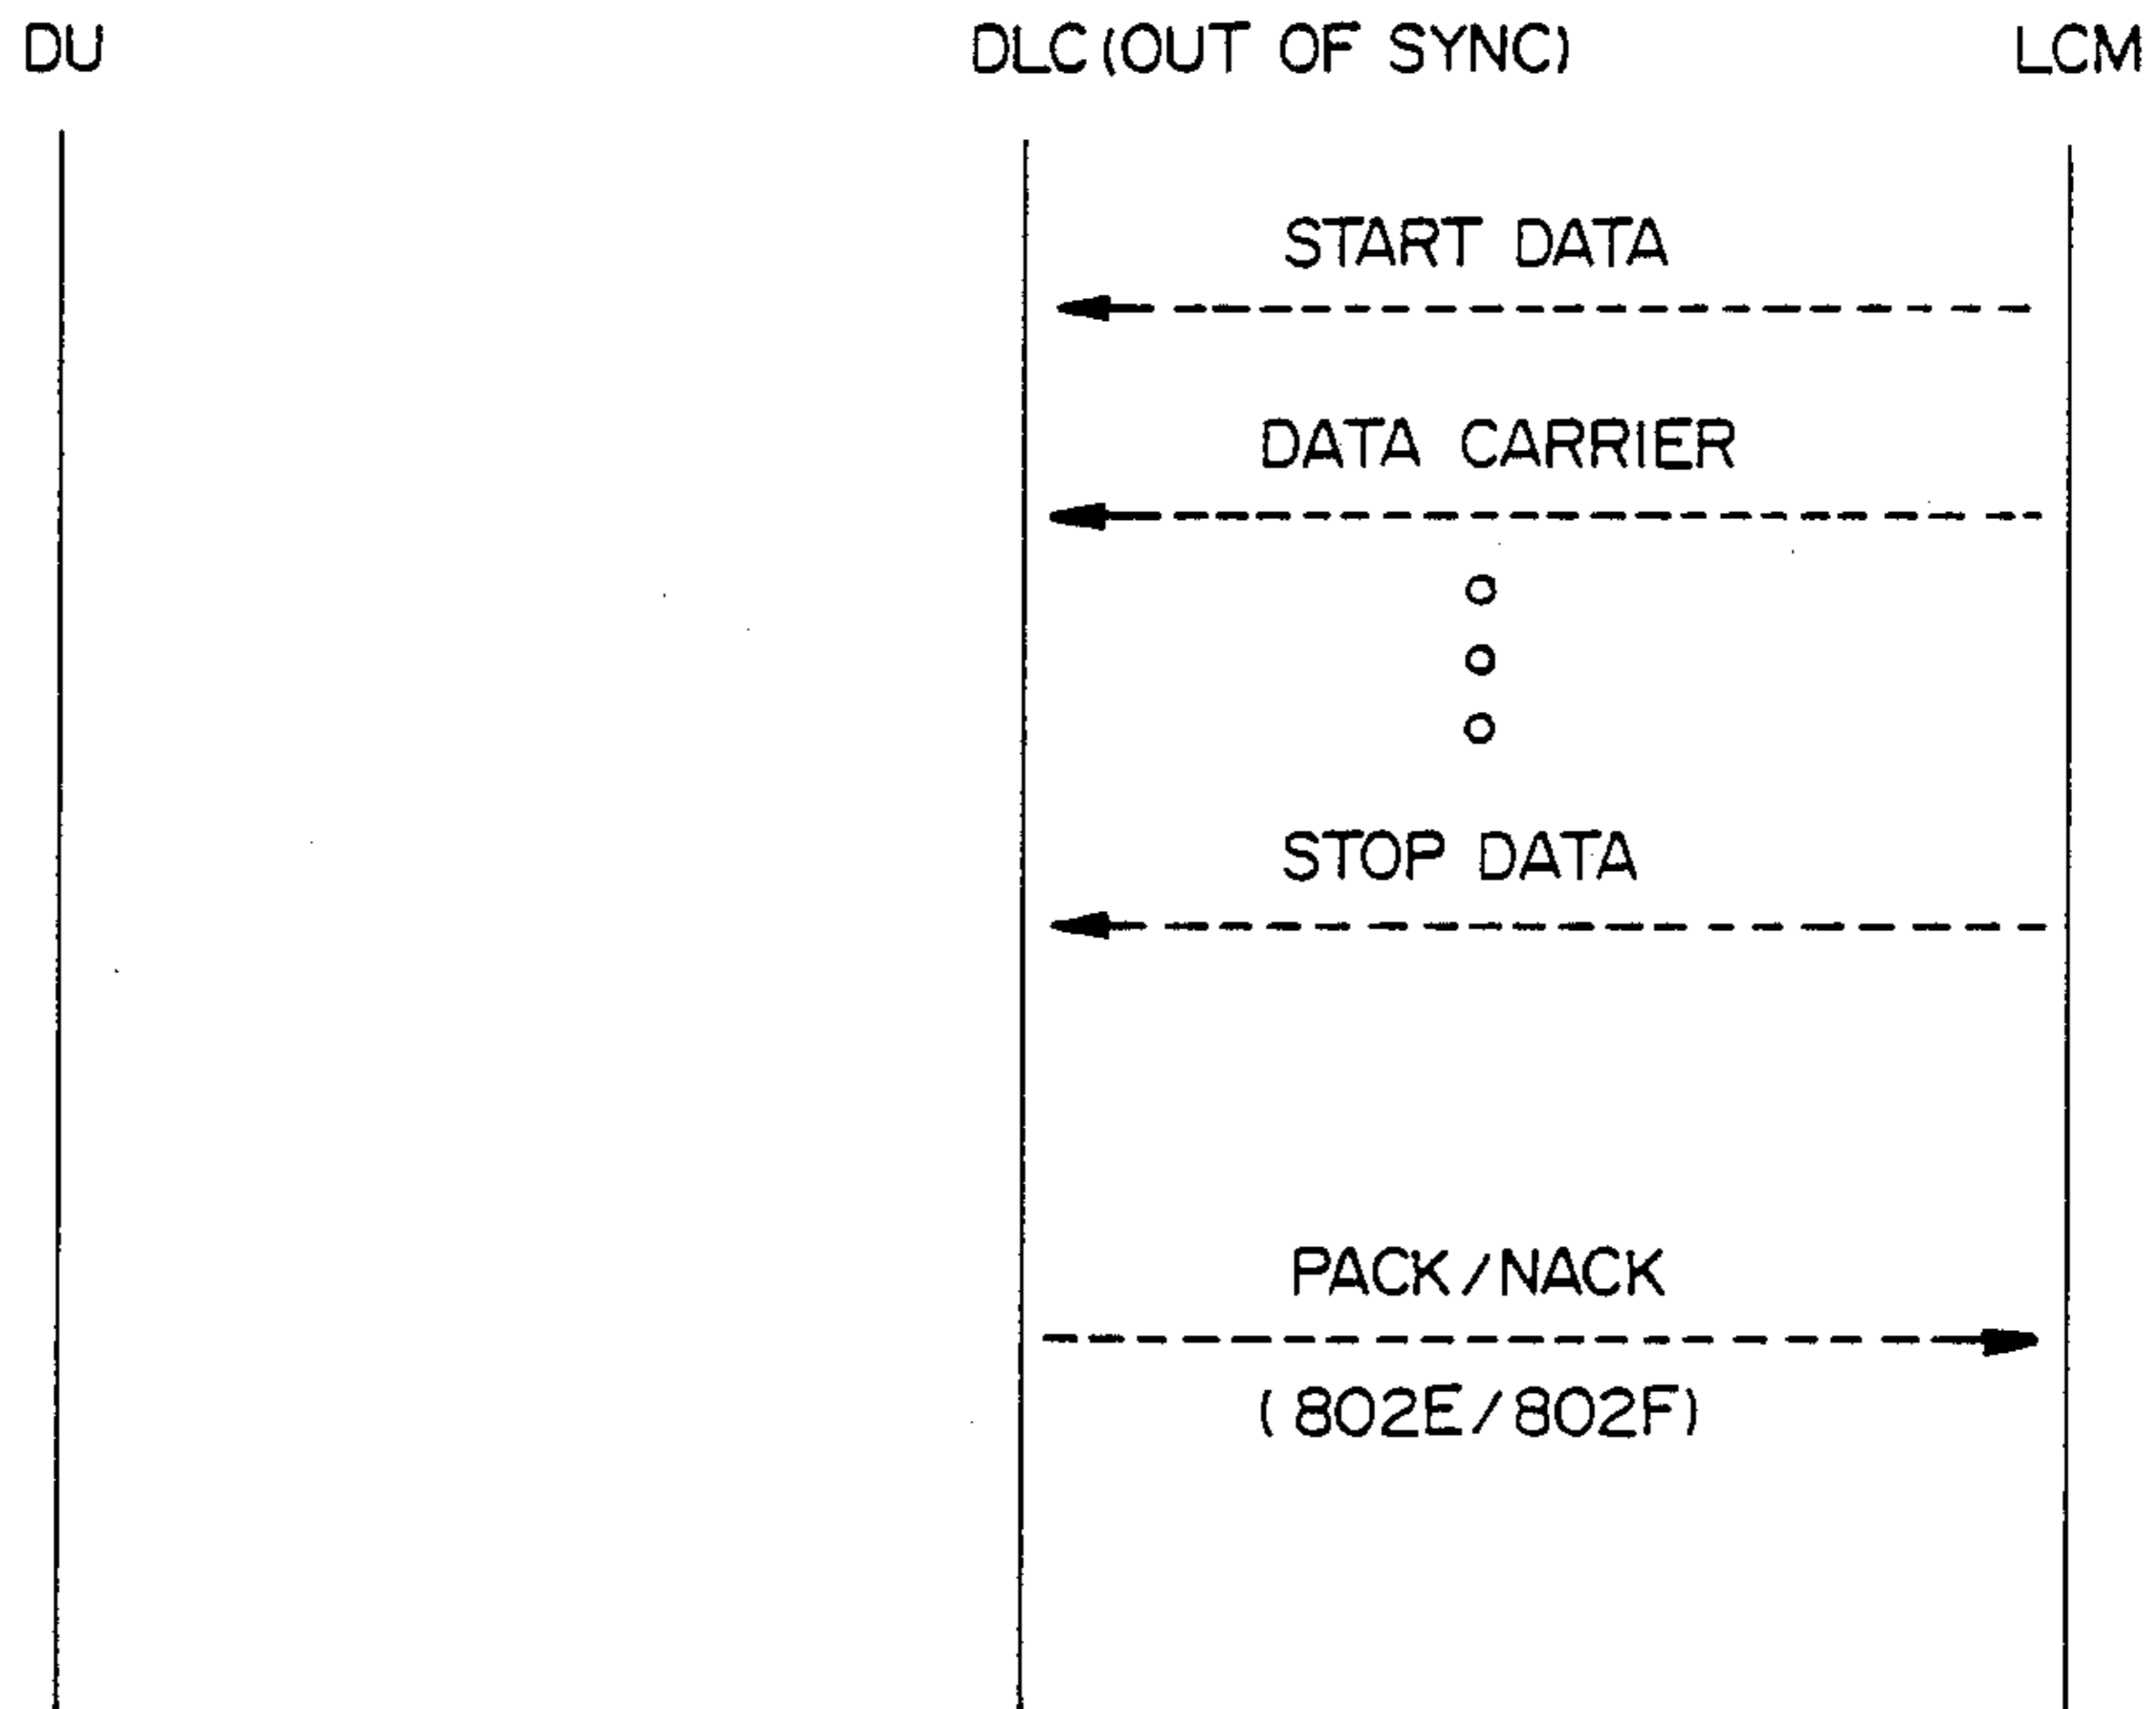 DU DLC (OUT OF SYNC) LCM
START DATA
DATA CARRIER
STOP DATA
PACK/NACK
(802E/802F)